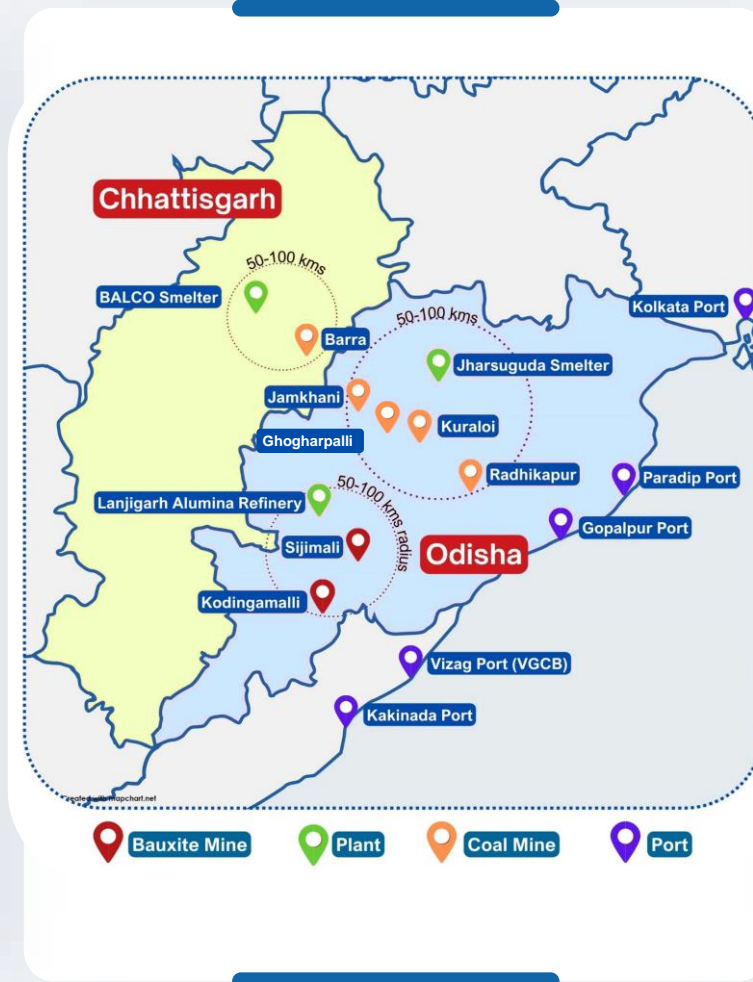 Chhattisgarh
50-100 kms
BALCO Smelter
Kolkata Port
50-100 kms
Barra
Jharsuguda Smelter
Jamkhani
Kuraloi
Ghogharpalli
Radhikapur
Paradip Port
50-100 kms radius
Lanjigarh Alumina Refinery
Gopalpur Port
Sijimali
Odisha
Kodingamalli
Vizag Port (VGCB)
Kakinada Port
mapchart.net
Bauxite Mine
Plant
Coal Mine
Port